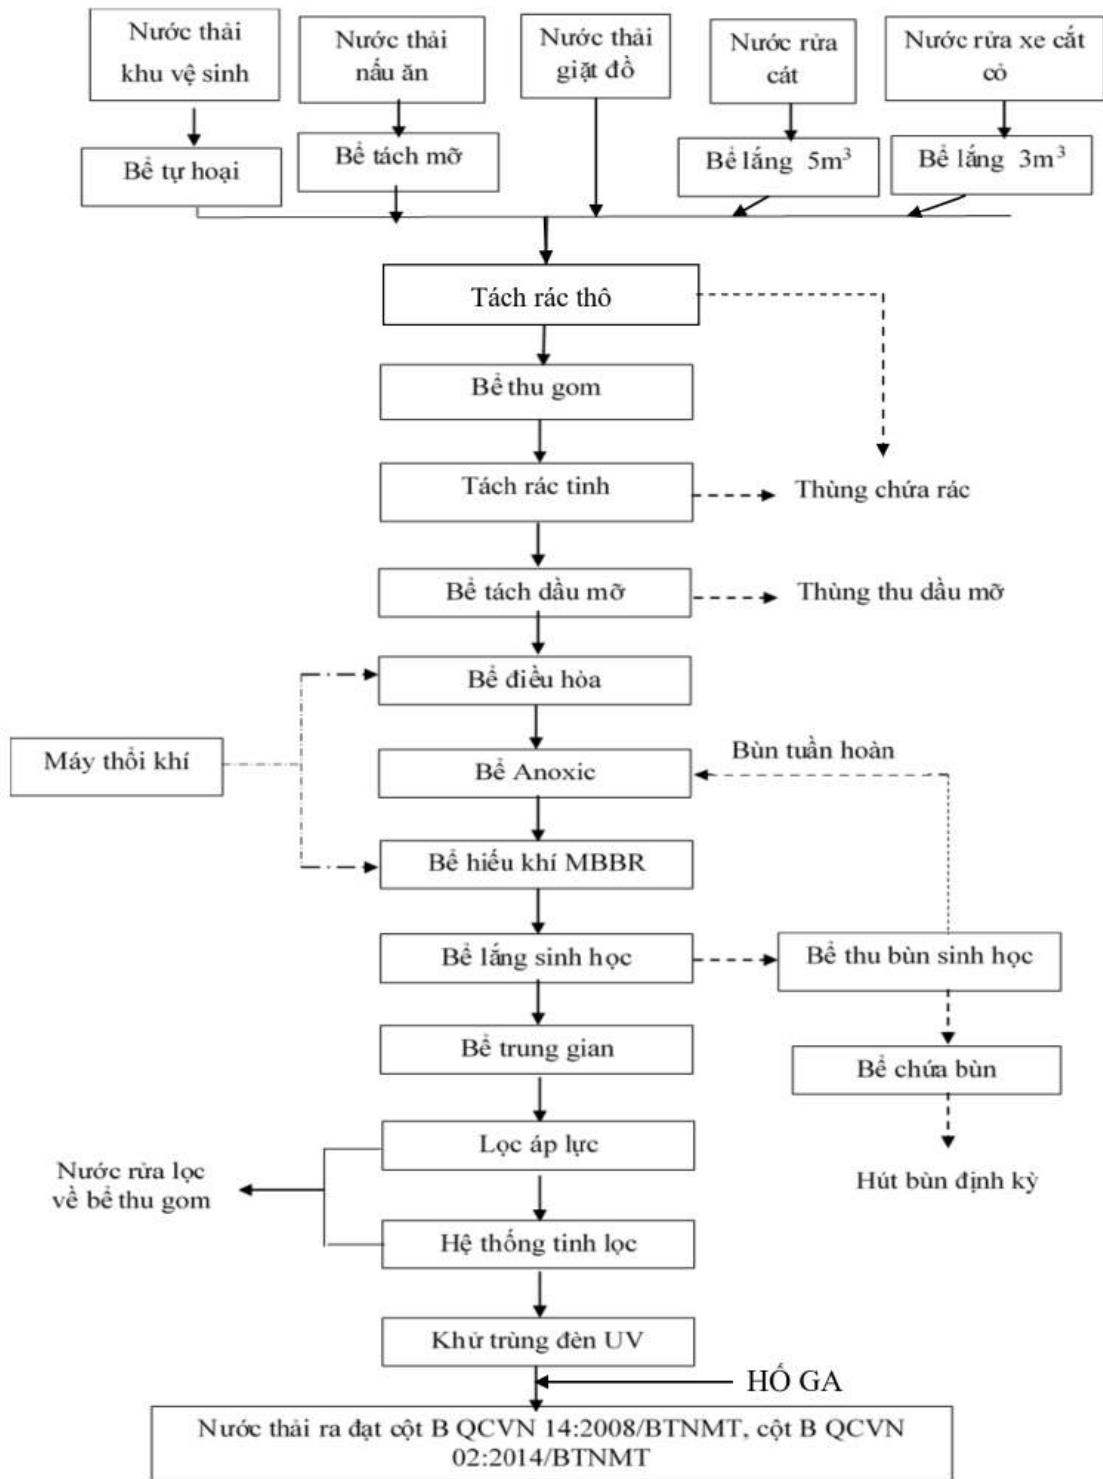 Nước thải
khu vệ sinh
Nước thải
nấu ăn
Nước thải
giặt đồ
Nước rửa
cát
Nước rửa xe cắt
cỏ
Bể tự hoại
Bể tách mỡ
Bể lắng 5m³
Bể lắng 3m³
Tách rác thô
Bể thu gom
Tách rác tinh
Thùng chứa rác
Bể tách dầu mỡ
Thùng thu dầu mỡ
Bể điều hòa
Máy thổi khí
Bể Anoxic
Bùn tuần hoàn
Bể hiếu khí MBBR
Bể lắng sinh học
Bể thu bùn sinh học
Bể trung gian
Bể chứa bùn
Lọc áp lực
Nước rửa lọc
về bể thu gom
Hút bùn định kỳ
Hệ thống tinh lọc
Khử trùng đèn UV
HỐ GA
Nước thải ra đạt cột B QCVN 14:2008/BTNMT, cột B QCVN
02:2014/BTNMT